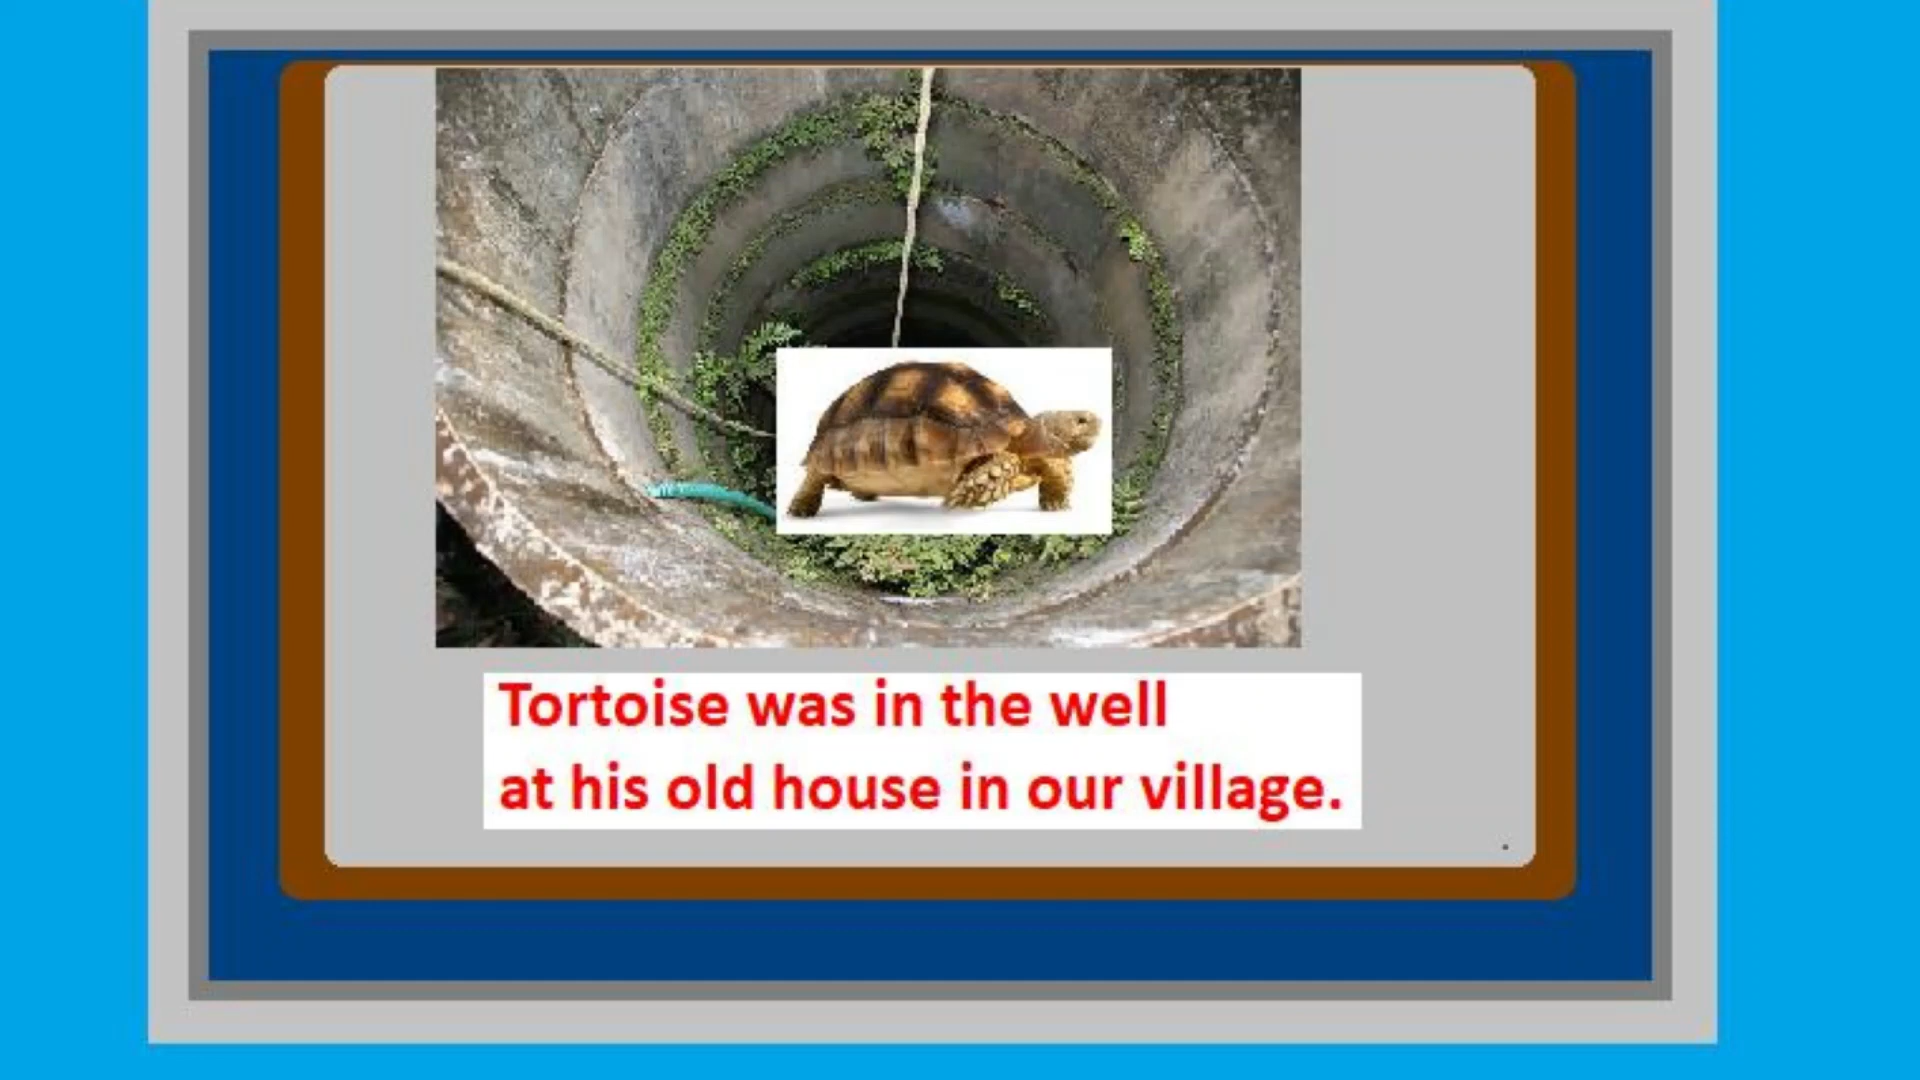 Tortoise was in the well
at his old house in our village.